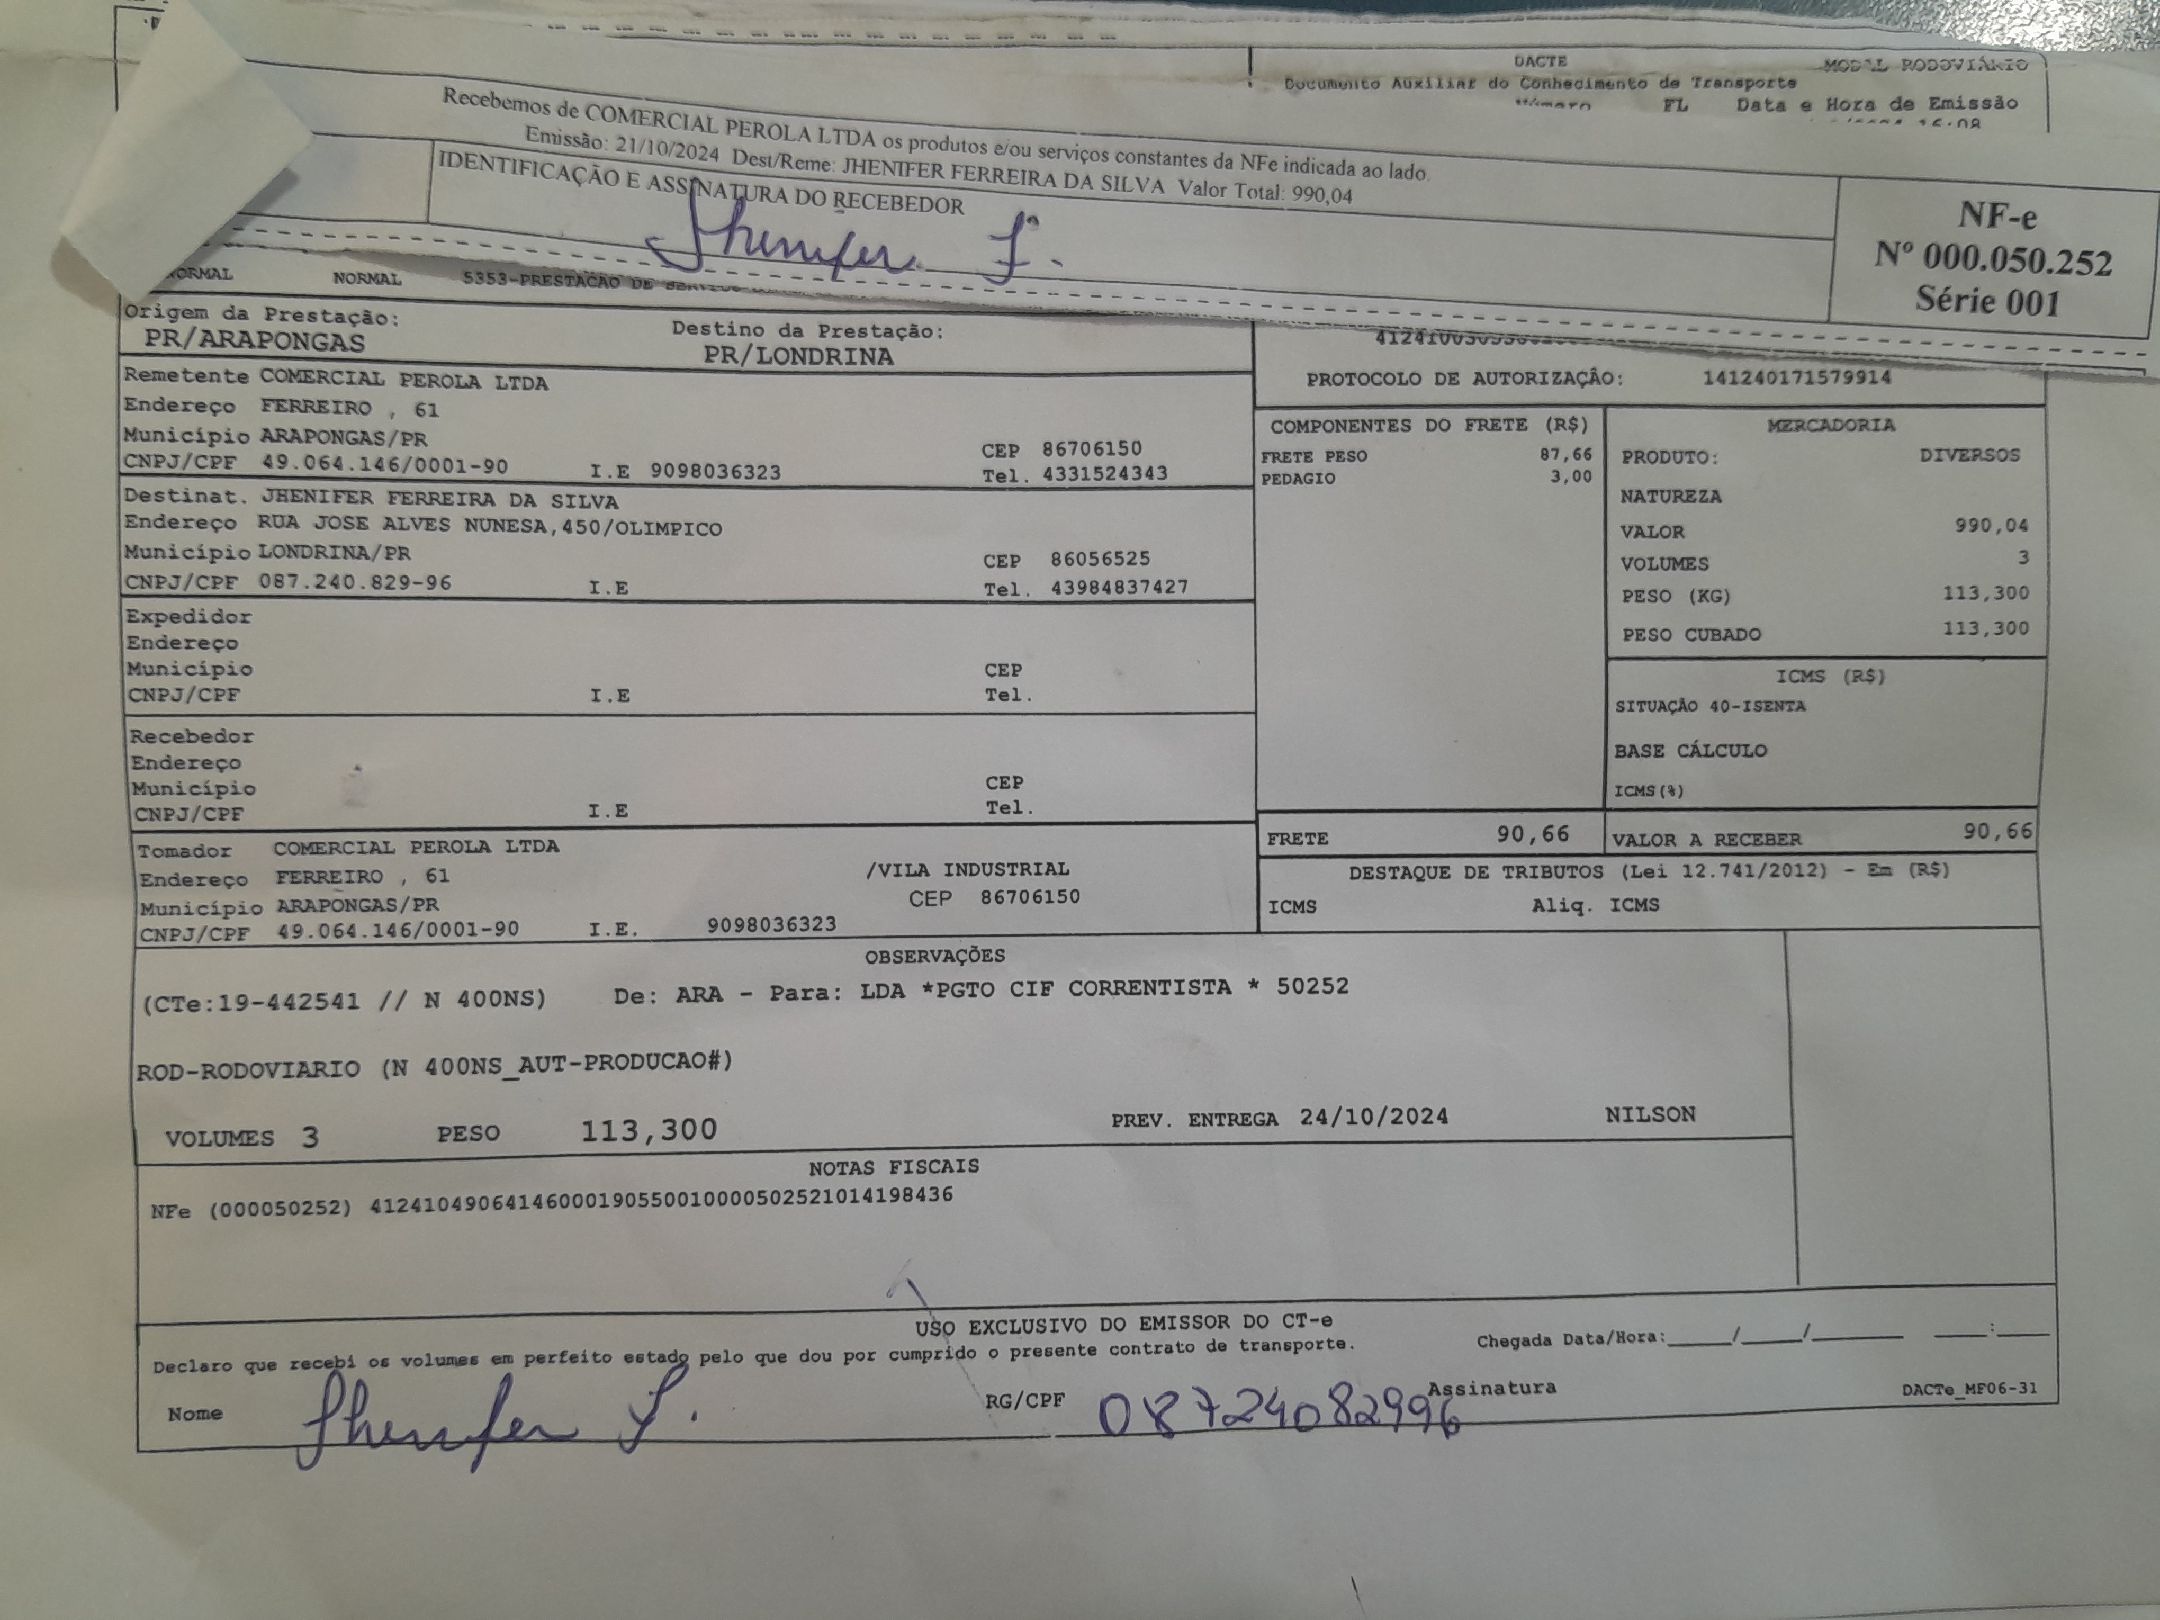 DACTE
MODAL RODOVIÁRIO
Documento Auxiliar do Conhecimento de Transporte
FL Data e Hora de Emissão
16:08
Recebemos de COMERCIAL PEROLA LTDA os produtos e/ou serviços constantes da NFe indicada ao lado.
Emissão: 21/10/2024 Dest/Reme: JHENIFER FERREIRA DA SILVA Valor Total: 990,04
IDENTIFICAÇÃO E ASSINATURA DO RECEBEDOR
Jhenifer F.
NF-e
Nº 000.050.252
Série 001
NORMAL NORMAL 5353-PRESTACAO DE
Origem da Prestação:
PR/ARAPONGAS
Destino da Prestação:
PR/LONDRINA
PROTOCOLO DE AUTORIZAÇÃO: 141240171579914
Remetente COMERCIAL PEROLA LTDA
Endereço FERREIRO , 61
Município ARAPONGAS/PR CEP 86706150
CNPJ/CPF 49.064.146/0001-90 I.E 9098036323 Tel. 4331524343
Destinat. JHENIFER FERREIRA DA SILVA
Endereço RUA JOSE ALVES NUNESA,450/OLIMPICO
Município LONDRINA/PR CEP 86056525
CNPJ/CPF 087.240.829-96 I.E Tel. 43984837427
Expedidor
Endereço
Município CEP
CNPJ/CPF I.E Tel.
Recebedor
Endereço
Município CEP
CNPJ/CPF I.E Tel.
Tomador COMERCIAL PEROLA LTDA
Endereço FERREIRO , 61 /VILA INDUSTRIAL
Município ARAPONGAS/PR CEP 86706150
CNPJ/CPF 49.064.146/0001-90 I.E. 9098036323
COMPONENTES DO FRETE (R$)
FRETE PESO 87,66
PEDAGIO 3,00
MERCADORIA
PRODUTO: DIVERSOS
NATUREZA
VALOR 990,04
VOLUMES 3
PESO (KG) 113,300
PESO CUBADO 113,300
ICMS (R$)
SITUAÇÃO 40-ISENTA
BASE CÁLCULO
ICMS(%)
FRETE 90,66 VALOR A RECEBER 90,66
DESTAQUE DE TRIBUTOS (Lei 12.741/2012) - Em (R$)
ICMS Aliq. ICMS
OBSERVAÇÕES
(CTe:19-442541 // N 400NS) De: ARA - Para: LDA *PGTO CIF CORRENTISTA * 50252
ROD-RODOVIARIO (N 400NS_AUT-PRODUCAO#)
VOLUMES 3 PESO 113,300 PREV. ENTREGA 24/10/2024 NILSON
NOTAS FISCAIS
NFe (000050252) 41241049064146000190550010000502521014198436
USO EXCLUSIVO DO EMISSOR DO CT-e
Declaro que recebi os volumes em perfeito estado pelo que dou por cumprido o presente contrato de transporte.
Chegada Data/Hora:_____/____/_______ ___:___
Nome Jhenifer F. RG/CPF 08724082996 Assinatura
DACTe_MF06-31